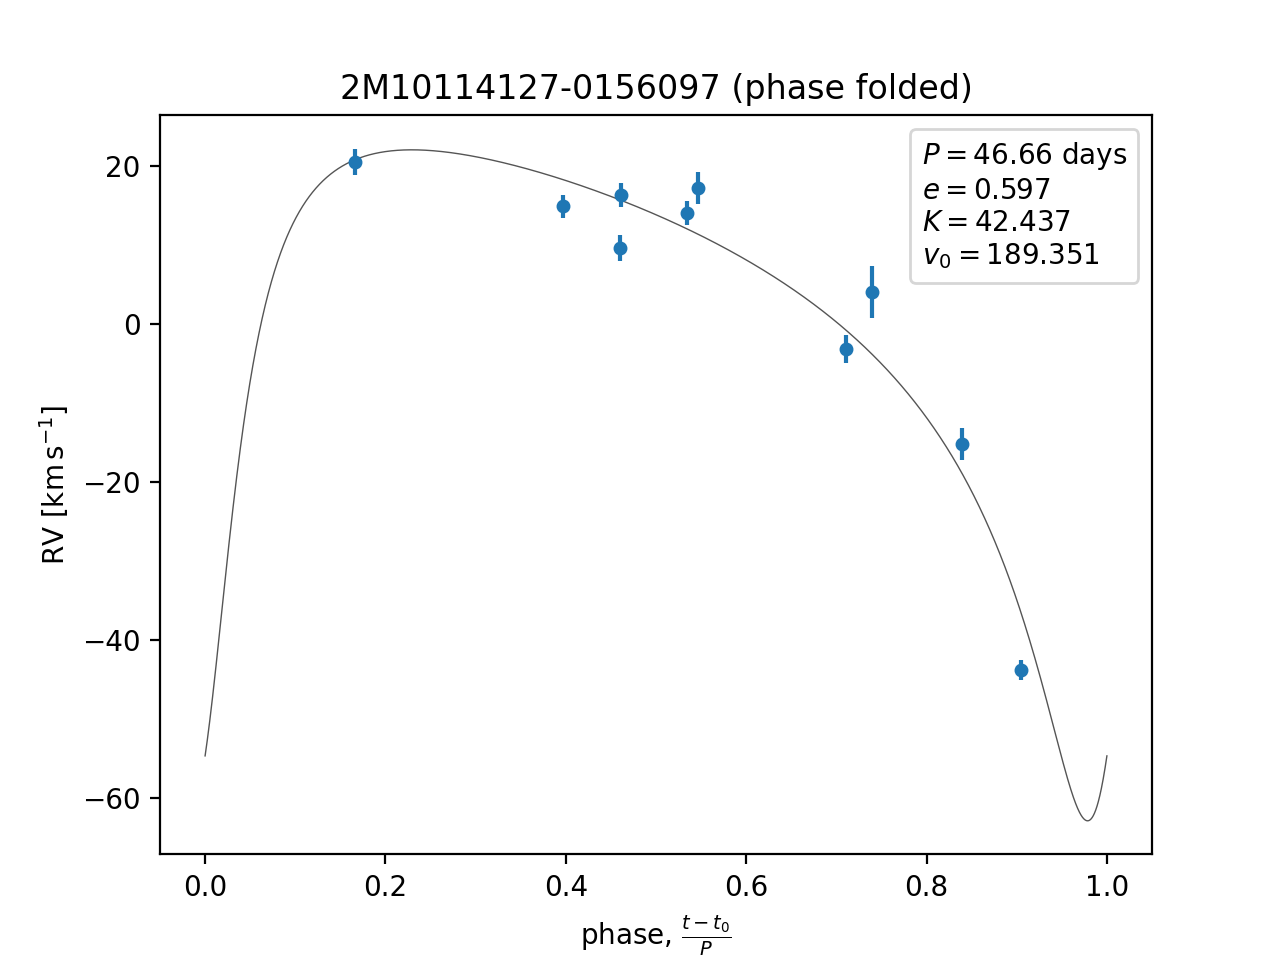 2M10114127-0156097 (phase folded)
P = 46.66 days
e = 0.597
K = 42.437
v₀ = 189.351
RV [km s⁻¹]
20
0
−20
−40
−60
0.0 0.2 0.4 0.6 0.8 1.0
phase, (t − t₀)/P